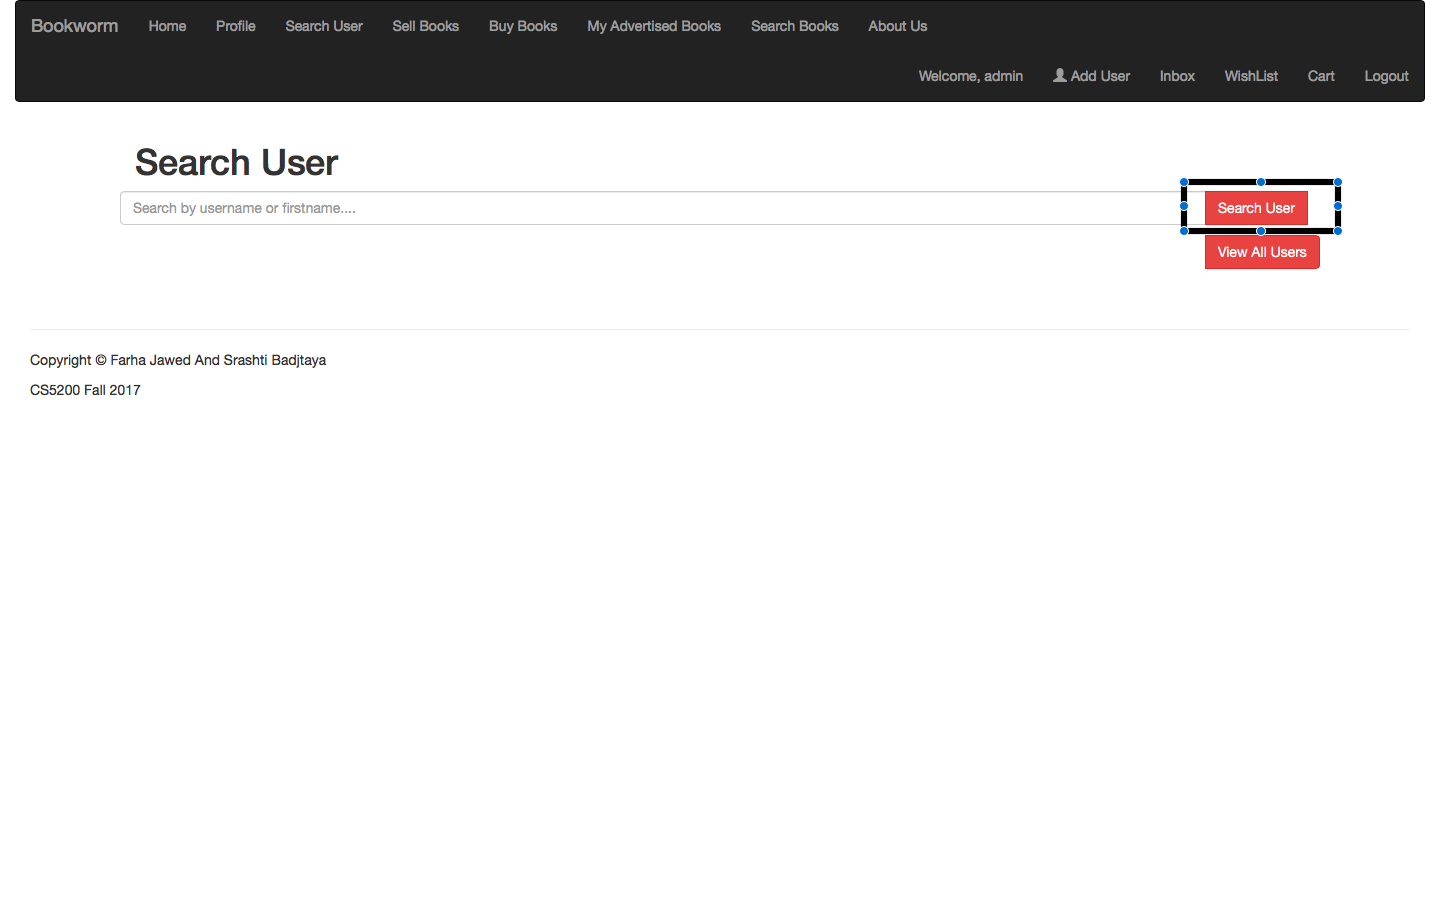 Bookworm Home Profile Search User Sell Books Buy Books My Advertised Books Search Books About Us
Welcome, admin Add User Inbox WishList Cart Logout
Search User
Search by username or firstname.... Search User
View All Users
Copyright © Farha Jawed And Srashti Badjtaya
CS5200 Fall 2017